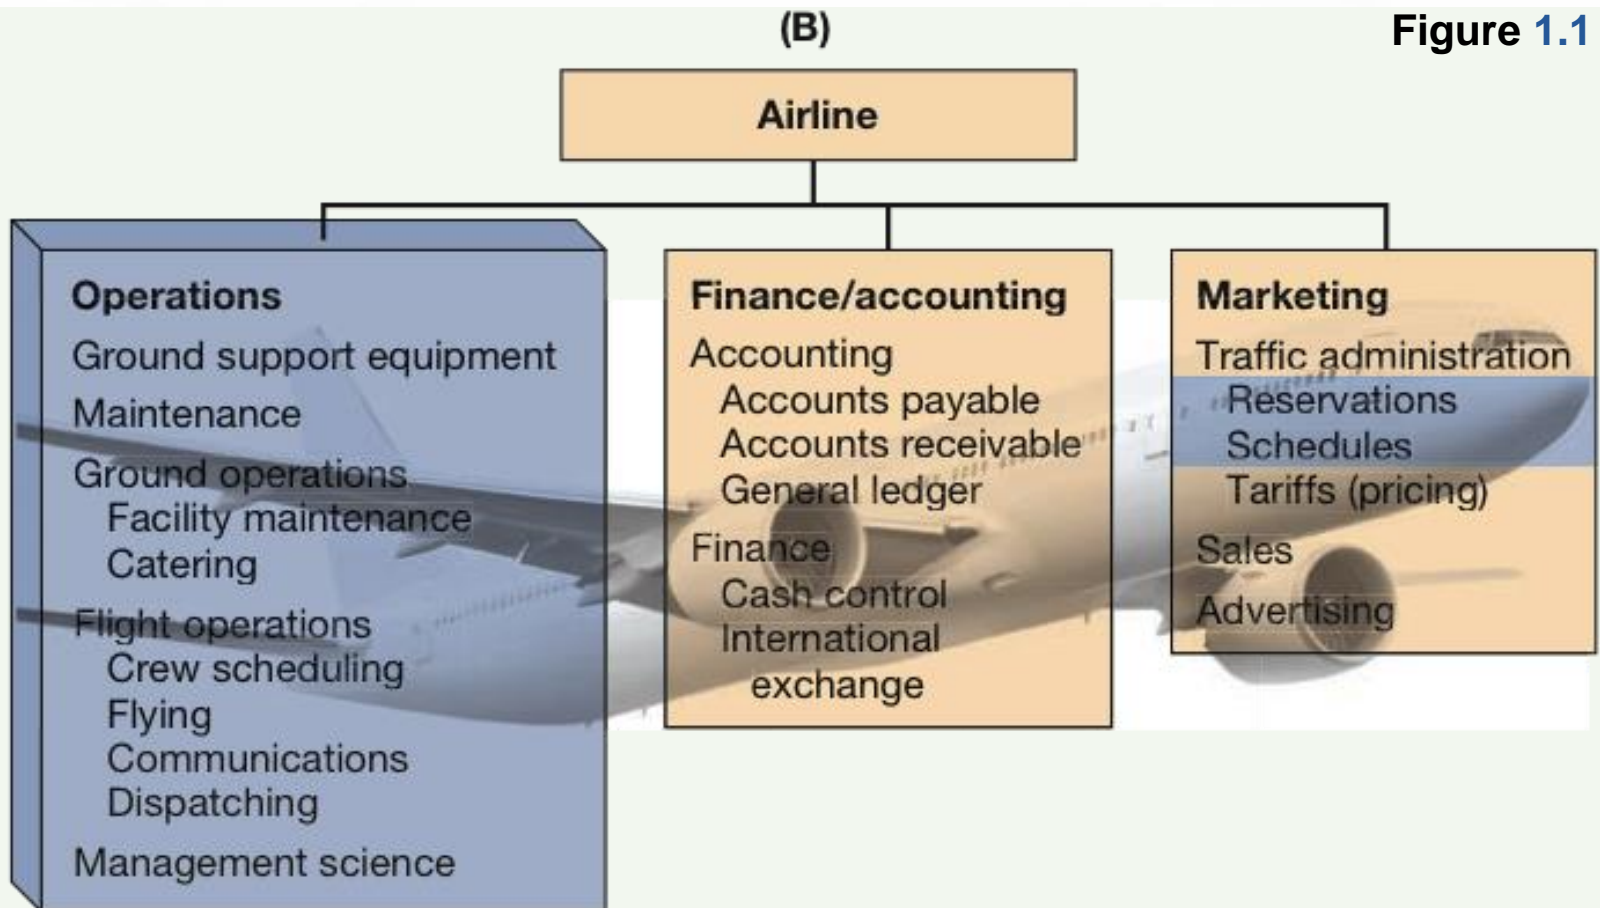 (B)
Figure 1.1
Airline
Operations
Ground support equipment
Maintenance
Ground operations
Facility maintenance
Catering
Flight operations
Crew scheduling
Flying
Communications
Dispatching
Management science
Finance/accounting
Accounting
Accounts payable
Accounts receivable
General ledger
Finance
Cash control
International
exchange
Marketing
Traffic administration
Reservations
Schedules
Tariffs (pricing)
Sales
Advertising